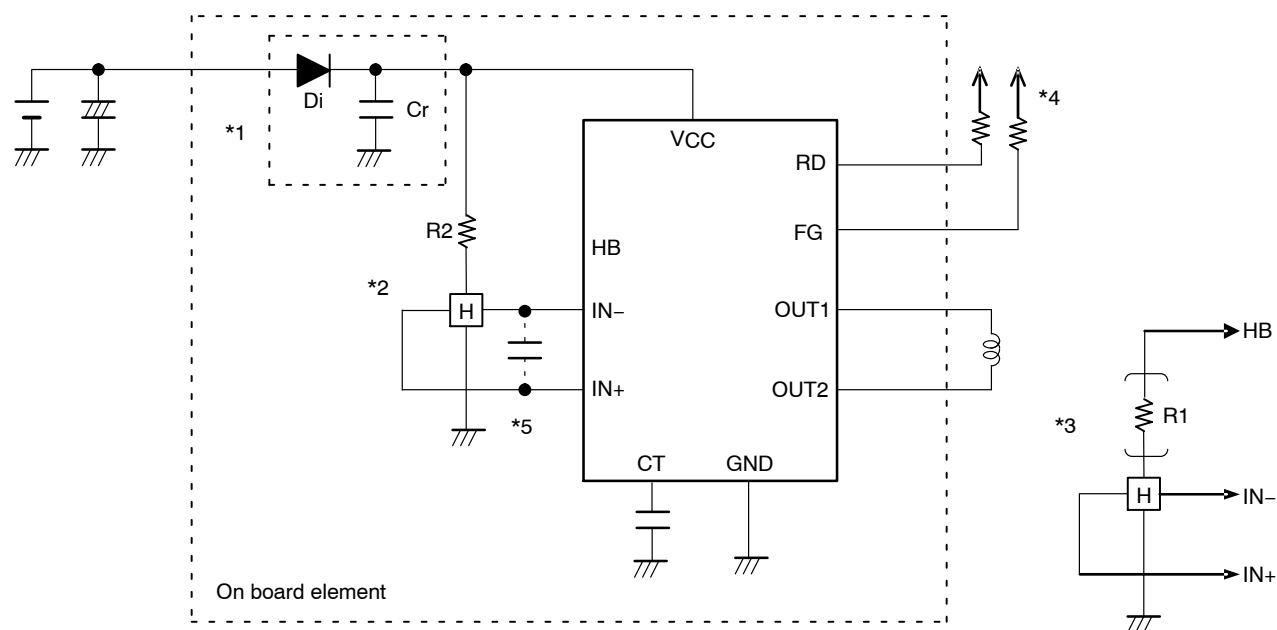 VCC
RD
FG
*4
Di
Cr
*1
R2
HB
*2
H
IN−
OUT1
IN+
OUT2
*5
CT
GND
On board element
HB
*3
R1
H
IN−
IN+